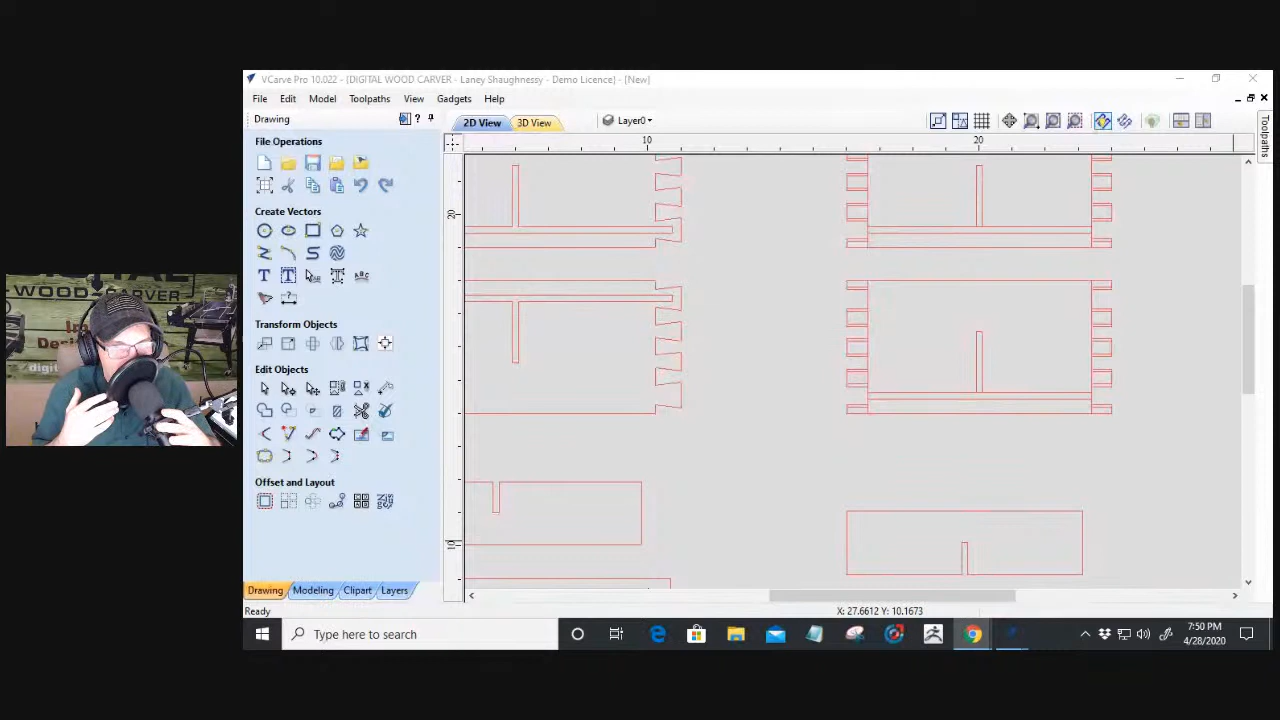 VCarve Pro 10.022 - {DIGITAL WOOD CARVER - Laney Shaughnessy - Demo Licence} - [New]
File Edit Model Toolpaths View Gadgets Help
Drawing
2D View 3D View Layer0
File Operations
Create Vectors
Transform Objects
Edit Objects
Offset and Layout
10 20
20
10
Toolpaths
WOOD-CARVER
Drawing Modeling Clipart Layers
Ready X: 27.6612 Y: 10.1673
Type here to search
7:50 PM
4/28/2020